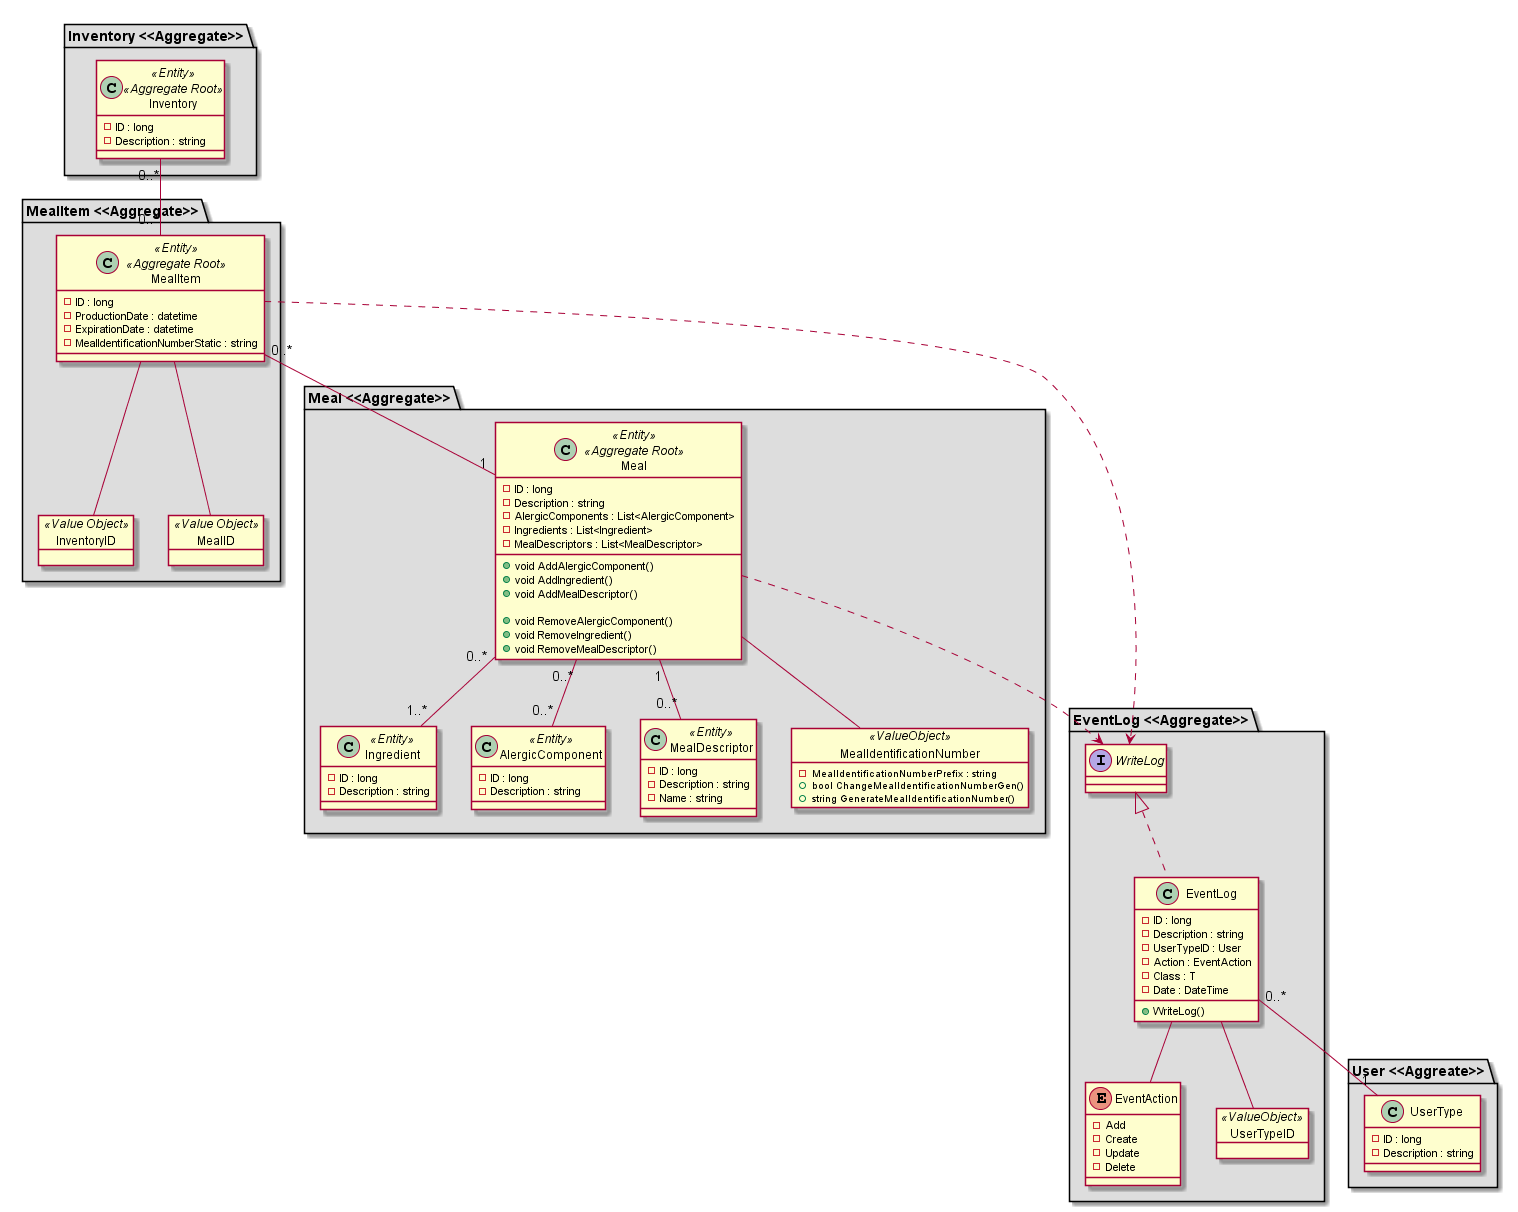 Inventory <<Aggregate>>
C
«Entity»
«Aggregate Root»
Inventory
ID : long
Description : string
0..*
0..*
MealItem <<Aggregate>>
C
«Entity»
«Aggregate Root»
MealItem
ID : long
ProductionDate : datetime
ExpirationDate : datetime
MealIdentificationNumberStatic : string
0..*
1
«Value Object»
InventoryID
«Value Object»
MealID
Meal <<Aggregate>>
C
«Entity»
«Aggregate Root»
Meal
ID : long
Description : string
AlergicComponents : List<AlergicComponent>
Ingredients : List<Ingredient>
MealDescriptors : List<MealDescriptor>
void AddAlergicComponent()
void AddIngredient()
void AddMealDescriptor()
void RemoveAlergicComponent()
void RemoveIngredient()
void RemoveMealDescriptor()
0..*
1..*
0..*
0..*
1
0..*
C
«Entity»
Ingredient
ID : long
Description : string
C
«Entity»
AlergicComponent
ID : long
Description : string
C
«Entity»
MealDescriptor
ID : long
Description : string
Name : string
«ValueObject»
MealIdentificationNumber
MealIdentificationNumberPrefix : string
bool ChangeMealIdentificationNumberGen()
string GenerateMealIdentificationNumber()
EventLog <<Aggregate>>
I
WriteLog
C
EventLog
ID : long
Description : string
UserTypeID : User
Action : EventAction
Class : T
Date : DateTime
WriteLog()
0..*
1
E
EventAction
Add
Create
Update
Delete
«ValueObject»
UserTypeID
User <<Aggreate>>
C
UserType
ID : long
Description : string